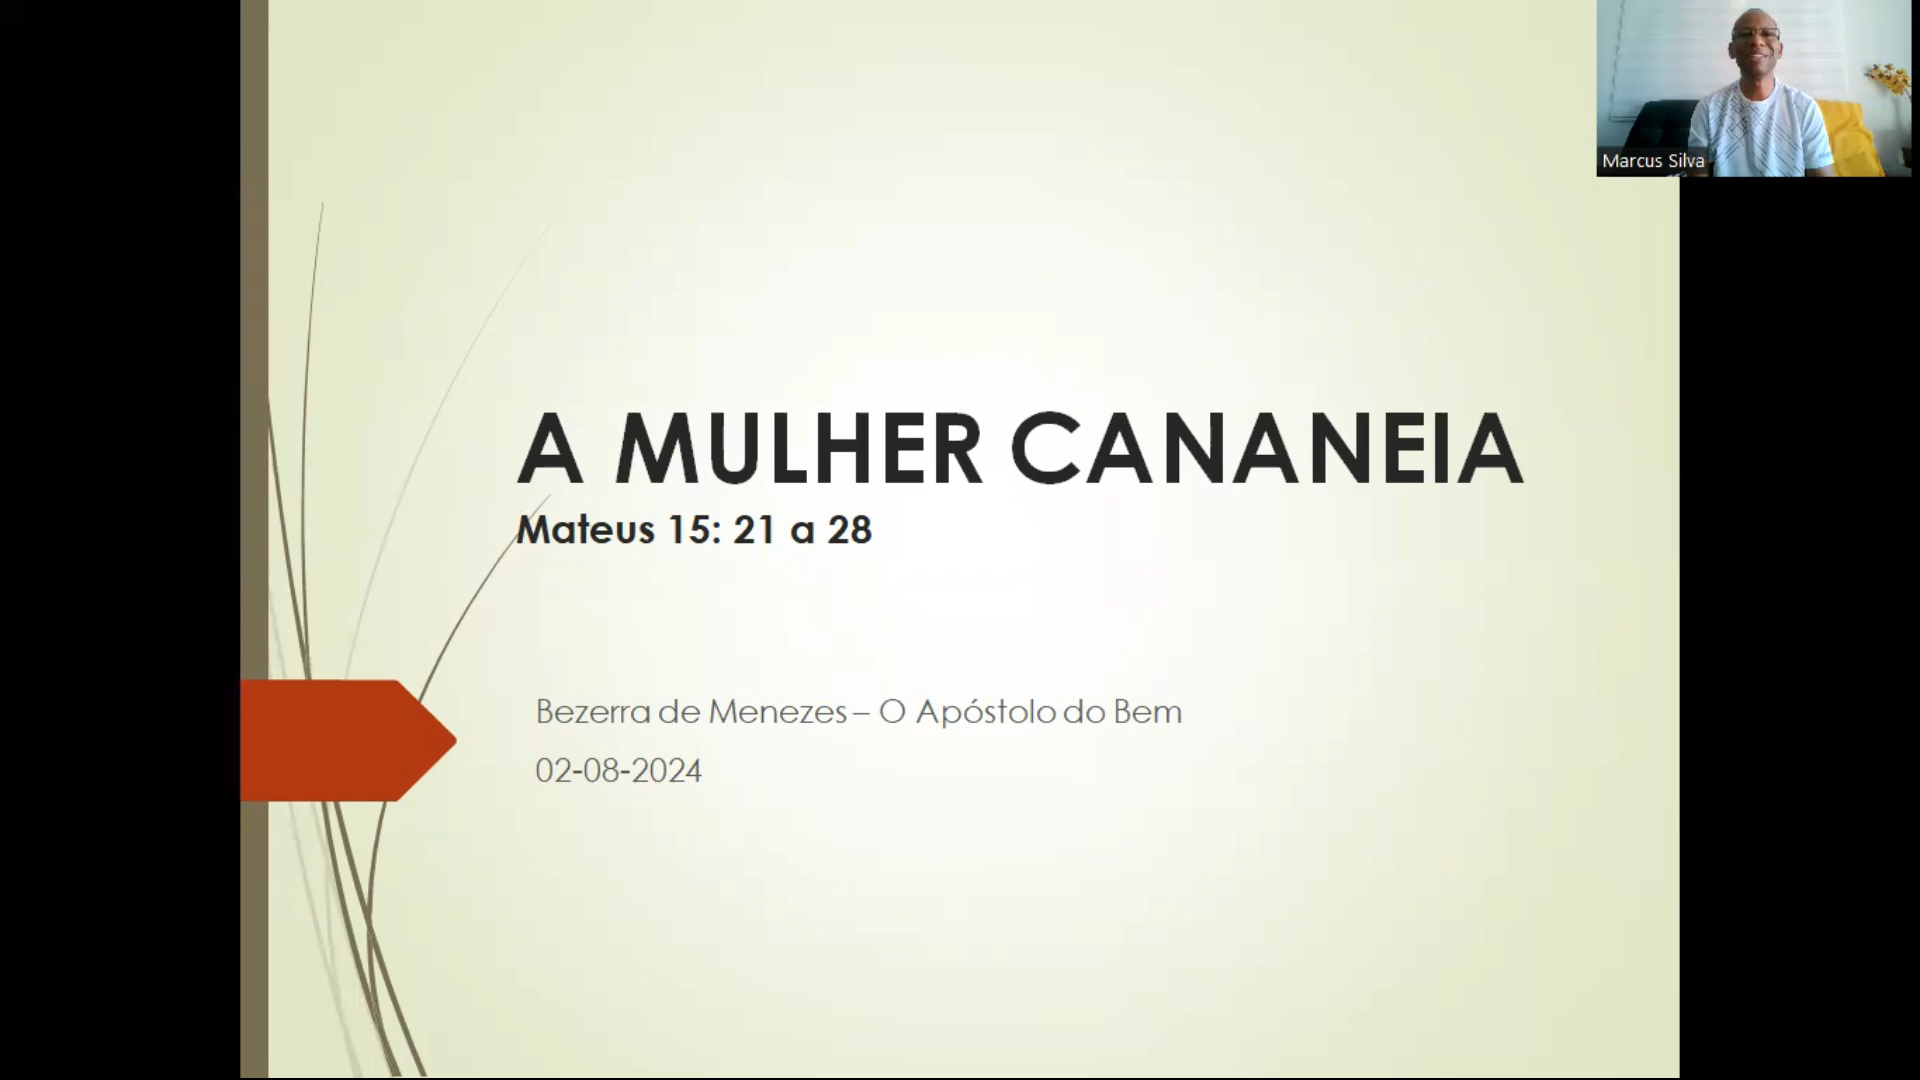 A MULHER CANANEIA
Mateus 15: 21 a 28
Bezerra de Menezes – O Apóstolo do Bem
02-08-2024
Marcus Silva